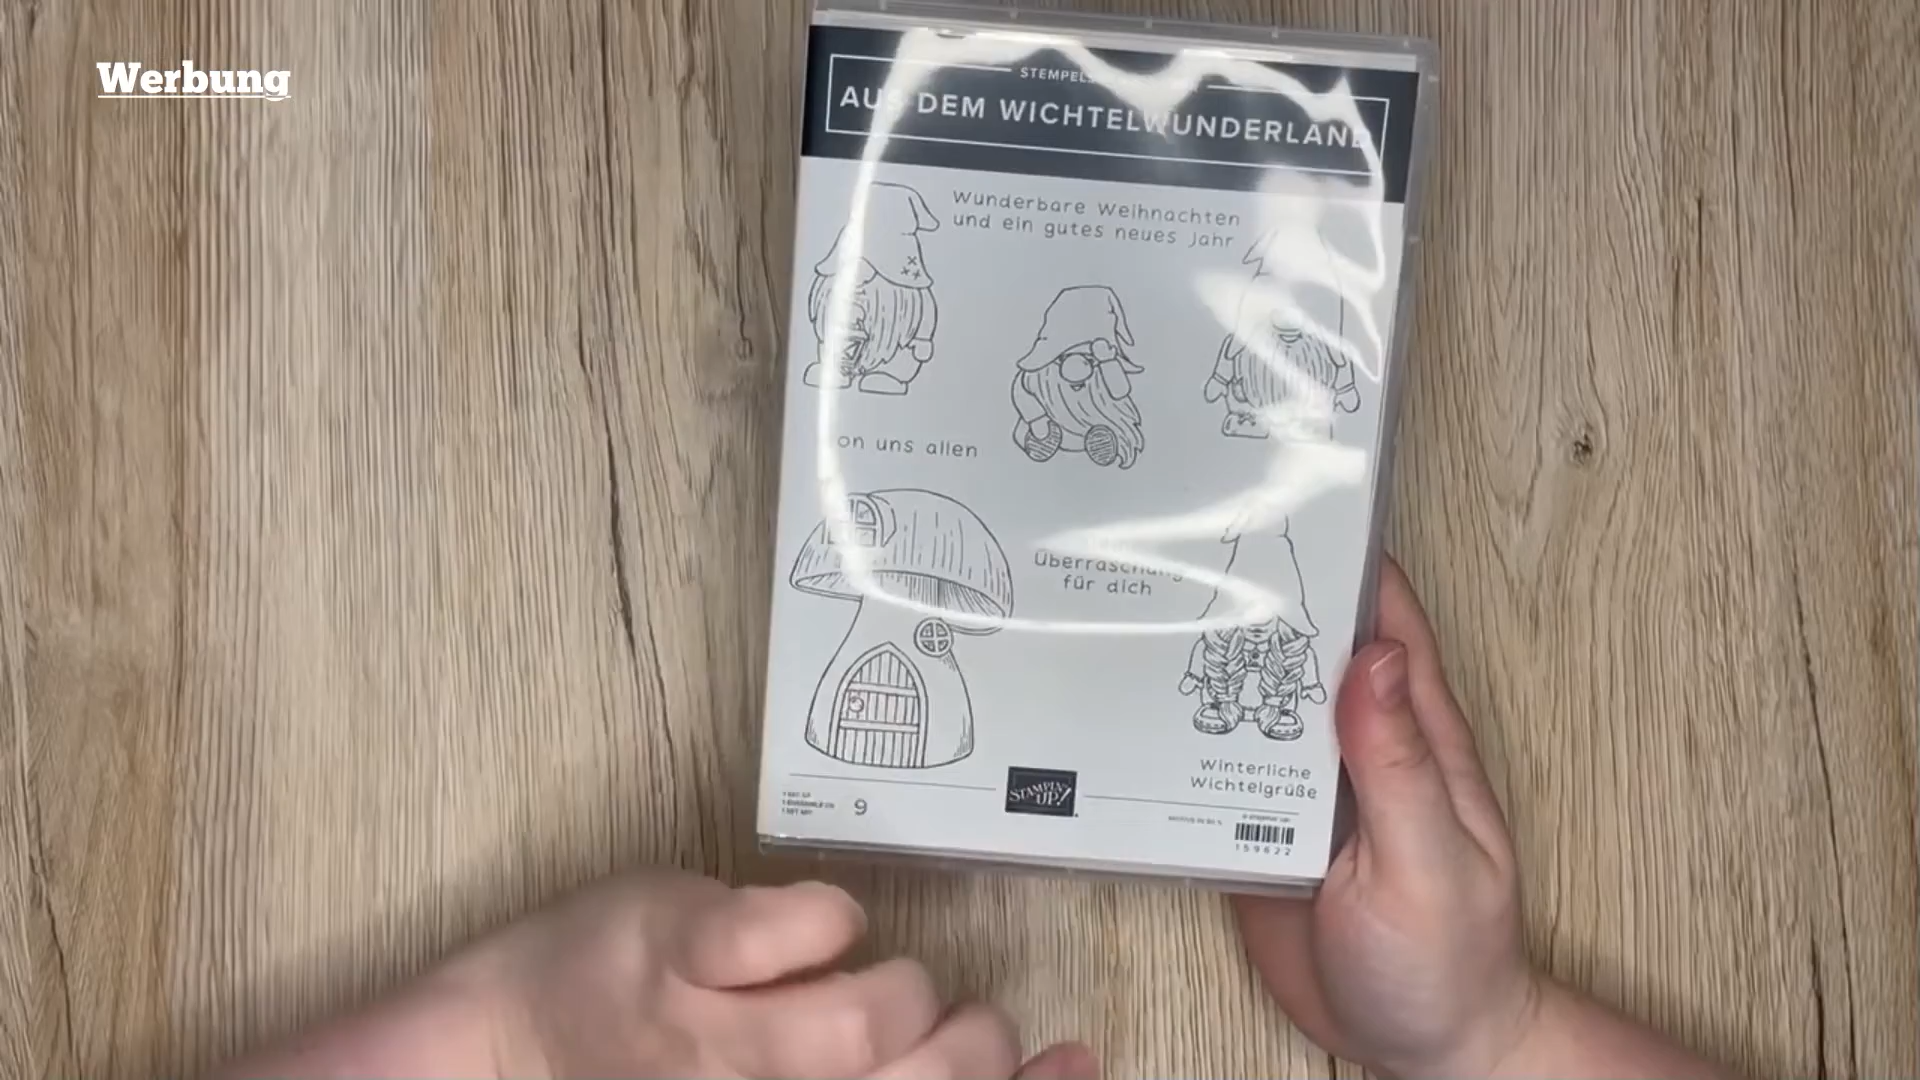 Werbung
AUS DEM WICHTELWUNDERLAND
Wunderbare Weihnachten
und ein gutes neues Jahr
on uns allen
Überraschung
für dich
Winterliche
Wichtelgrüße
STAMPIN' UP!
9
159622